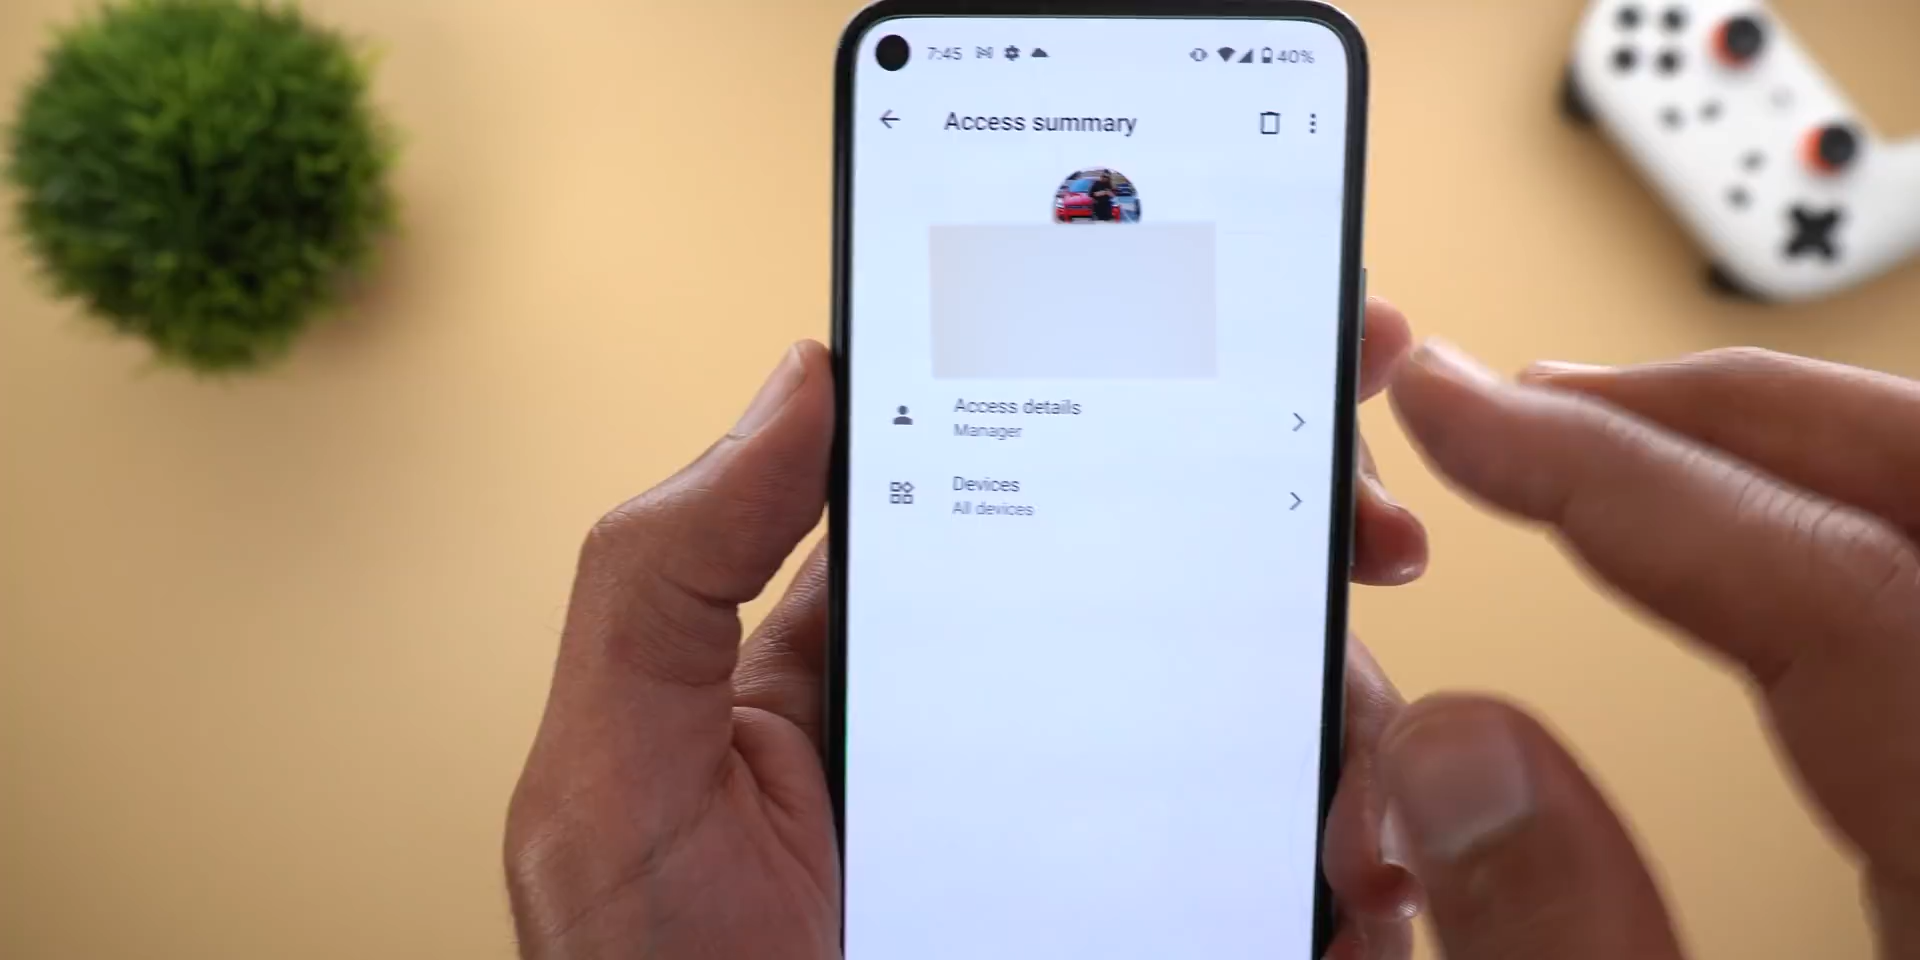 7:45
40%
Access summary
Access details
Manager
Devices
All devices